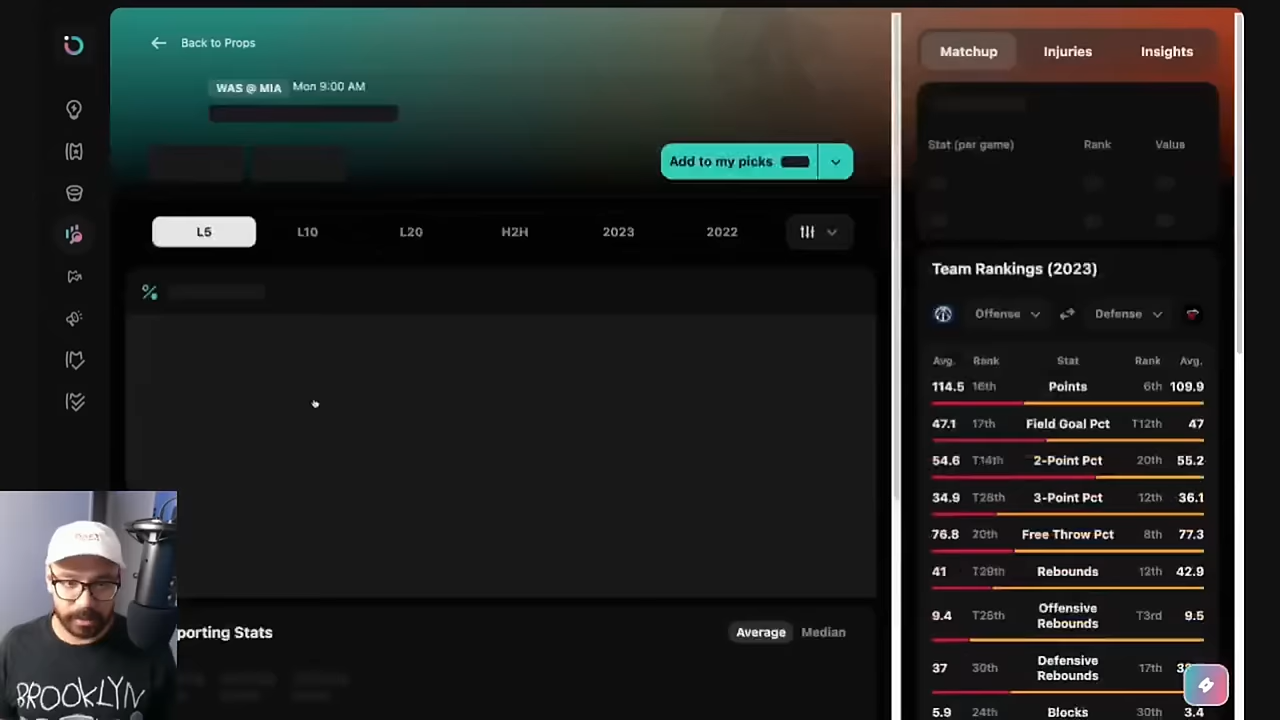 Back to Props
WAS @ MIA Mon 9:00 AM
Add to my picks
L5 L10 L20 H2H 2023 2022
%
porting Stats
Average Median
BROOKLYN
Matchup Injuries Insights
Stat (per game) Rank Value
Team Rankings (2023)
Offense Defense
Avg. Rank Stat Rank Avg.
114.5 16th Points 6th 109.9
47.1 17th Field Goal Pct T12th 47
54.6 T14th 2-Point Pct 20th 55.2
34.9 T28th 3-Point Pct 12th 36.1
76.8 20th Free Throw Pct 8th 77.3
41 T29th Rebounds 12th 42.9
9.4 T26th Offensive Rebounds T3rd 9.5
37 30th Defensive Rebounds 17th
5.9 24th Blocks 30th 3.4